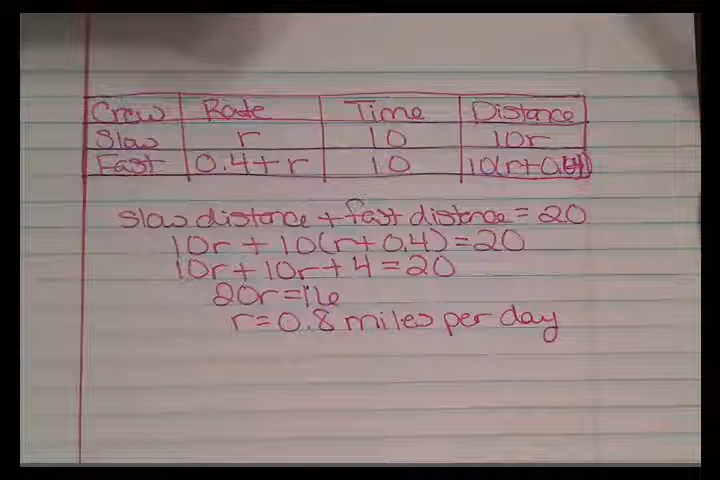 Crew Rate Time Distance
Slow r 10 10r
Fast 0.4+r 10 10(r+0.4)
slow distance + fast distance = 20
10r + 10(r+0.4) = 20
10r + 10r + 4 = 20
20r = 16
r = 0.8 miles per day